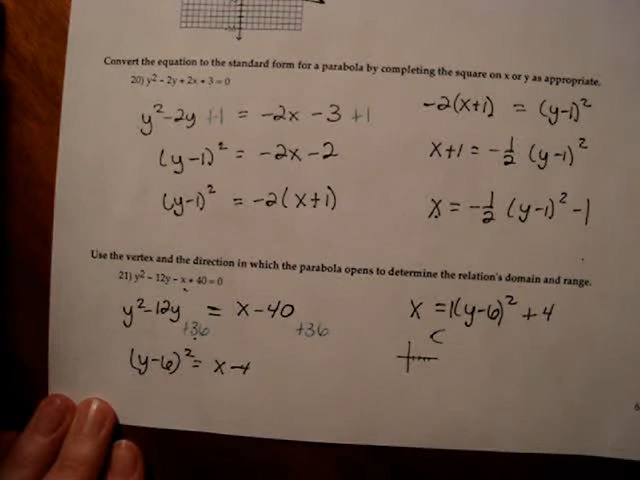 Convert the equation to the standard form for a parabola by completing the square on x or y as appropriate.
20) y² - 2y + 2x + 3 = 0
y² - 2y + 1 = -2x - 3 + 1
(y-1)² = -2x - 2
(y-1)² = -2(x+1)
-2(x+1) = (y-1)²
x+1 = -1/2 (y-1)²
x = -1/2 (y-1)² - 1
Use the vertex and the direction in which the parabola opens to determine the relation's domain and range.
21) y² - 12y - x + 40 = 0
y² - 12y = x - 40
+36 +36
(y-6)² = x - 4
x = 1(y-6)² + 4
6